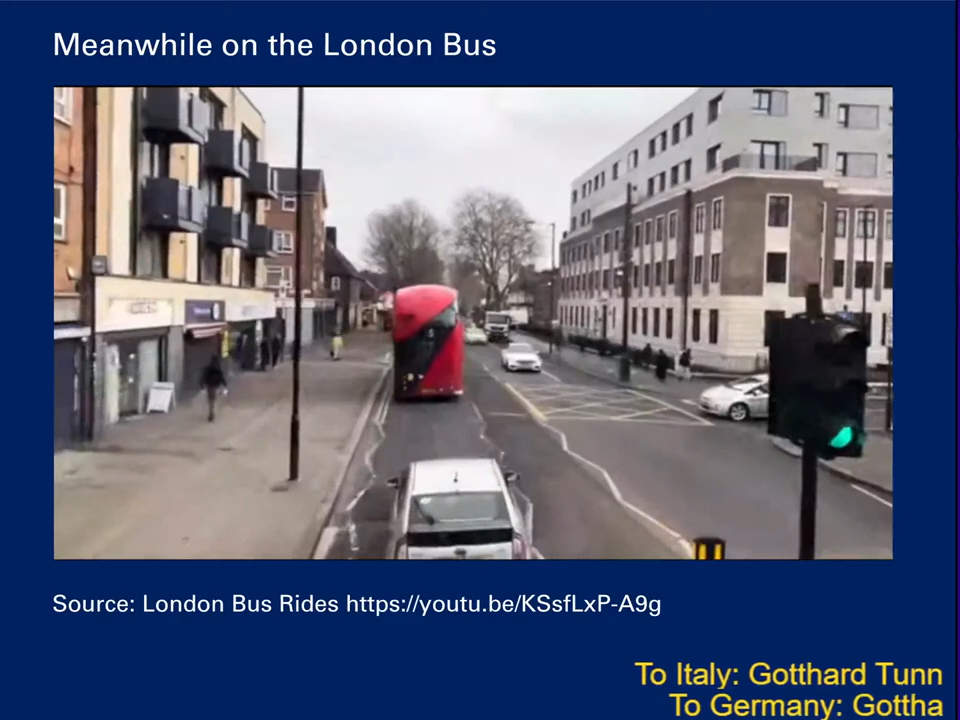 Meanwhile on the London Bus
Source: London Bus Rides https://youtu.be/KSsfLxP-A9g
To Italy: Gotthard Tunn
To Germany: Gottha